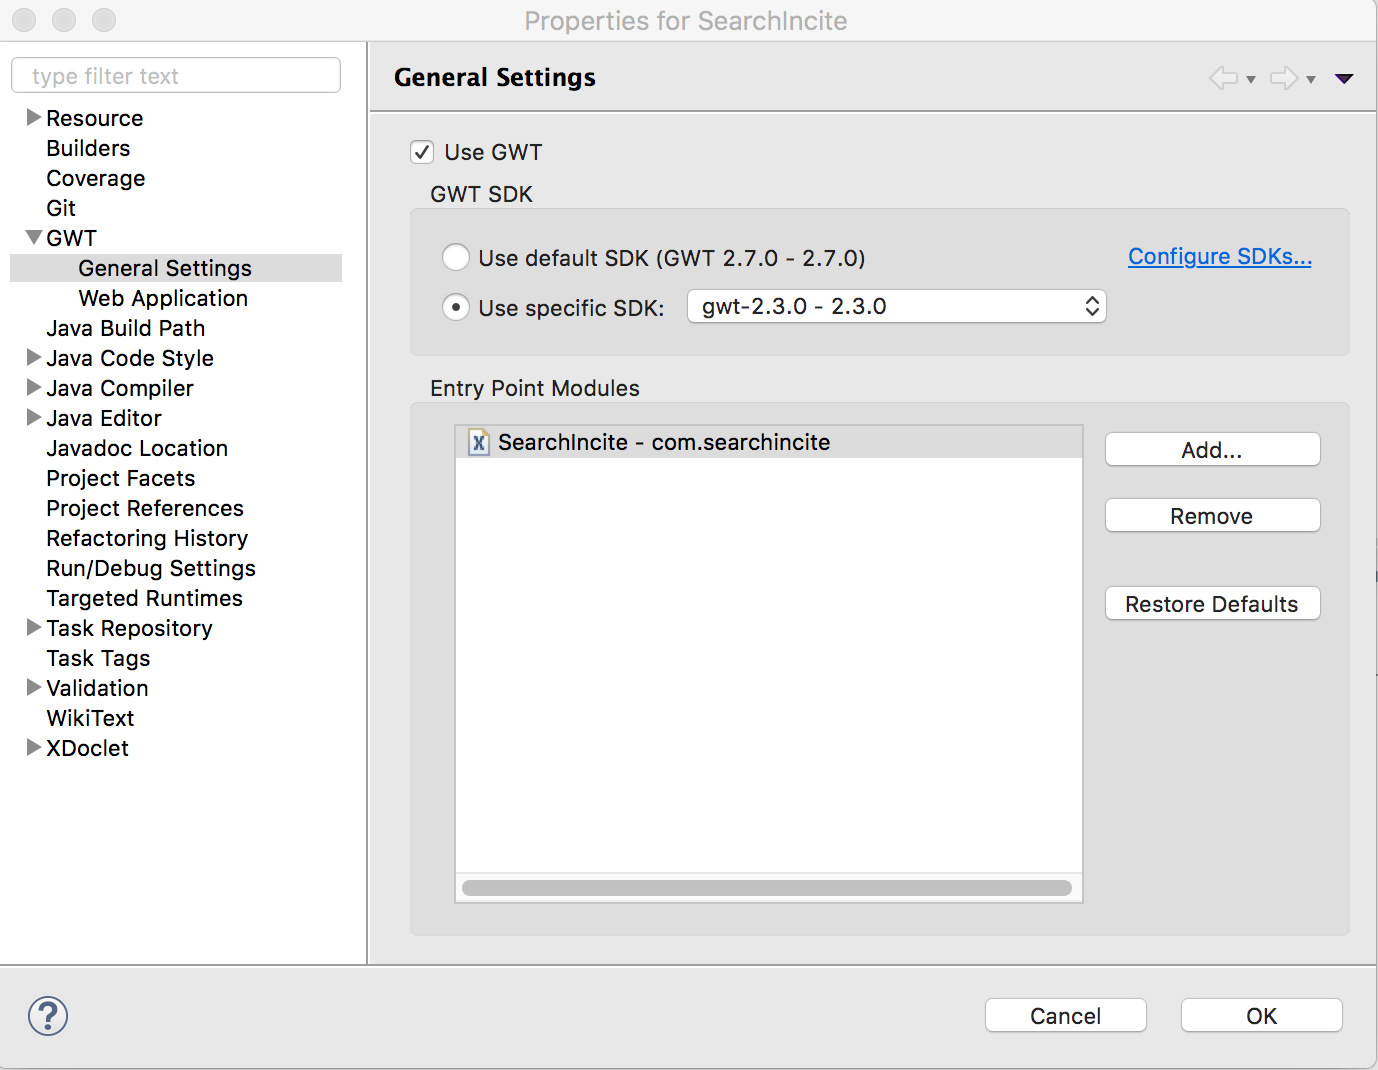 Properties for SearchIncite
type filter text
Resource
Builders
Coverage
Git
GWT
General Settings
Web Application
Java Build Path
Java Code Style
Java Compiler
Java Editor
Javadoc Location
Project Facets
Project References
Refactoring History
Run/Debug Settings
Targeted Runtimes
Task Repository
Task Tags
Validation
WikiText
XDoclet
General Settings
Use GWT
GWT SDK
Use default SDK (GWT 2.7.0 - 2.7.0)
Configure SDKs...
Use specific SDK: gwt-2.3.0 - 2.3.0
Entry Point Modules
SearchIncite - com.searchincite
Add...
Remove
Restore Defaults
?
Cancel
OK